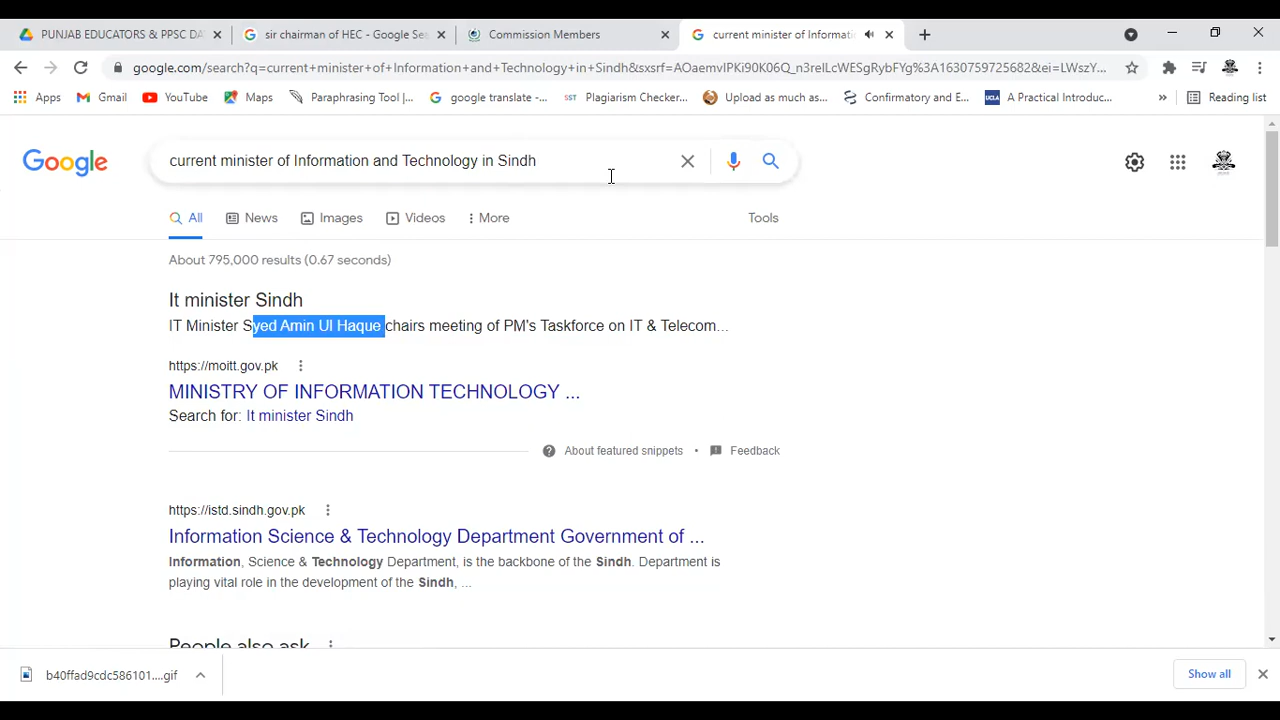 PUNJAB EDUCATORS & PPSC DA
sir chairman of HEC - Google Sea
Commission Members
current minister of Informati
google.com/search?q=current+minister+of+Information+and+Technology+in+Sindh&sxsrf=AOaemvIPKi90K06Q_n3reILcWESgRybFYg%3A1630759725682&ei=LWszY...
Apps
Gmail
YouTube
Maps
Paraphrasing Tool |...
google translate -...
SST
Plagiarism Checker...
Upload as much as...
Confirmatory and E...
UCLA
A Practical Introduc...
»
Reading list
Google
current minister of Information and Technology in Sindh
All
News
Images
Videos
More
Tools
About 795,000 results (0.67 seconds)
It minister Sindh
IT Minister Syed Amin Ul Haque chairs meeting of PM's Taskforce on IT & Telecom...
https://moitt.gov.pk
MINISTRY OF INFORMATION TECHNOLOGY ...
Search for: It minister Sindh
About featured snippets • Feedback
https://istd.sindh.gov.pk
Information Science & Technology Department Government of ...
Information, Science & Technology Department, is the backbone of the Sindh. Department is
playing vital role in the development of the Sindh, ...
People also ask
b40ffad9cdc586101....gif
Show all